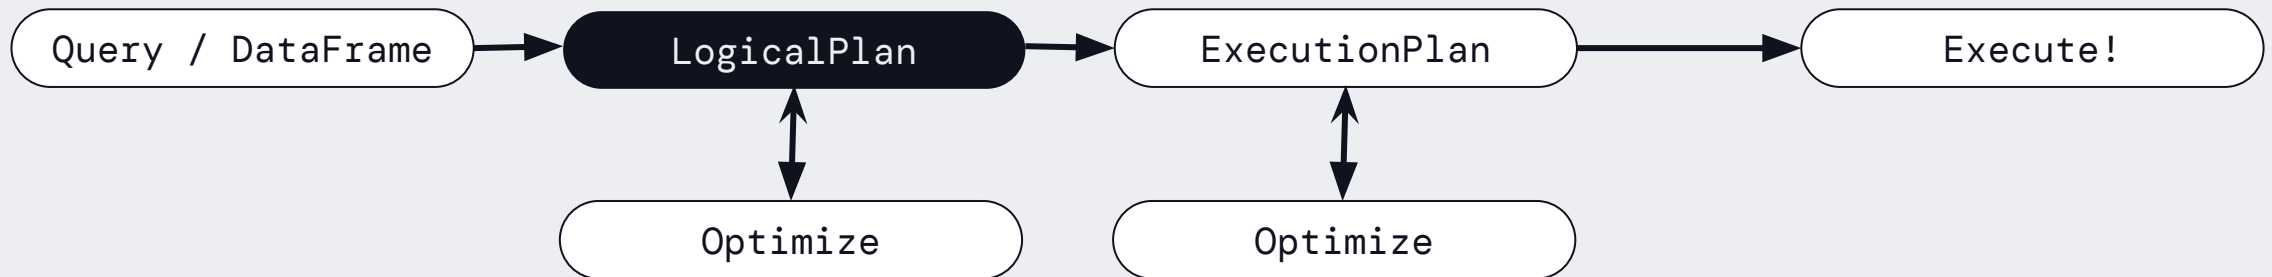 Query / DataFrame
LogicalPlan
ExecutionPlan
Execute!
Optimize
Optimize